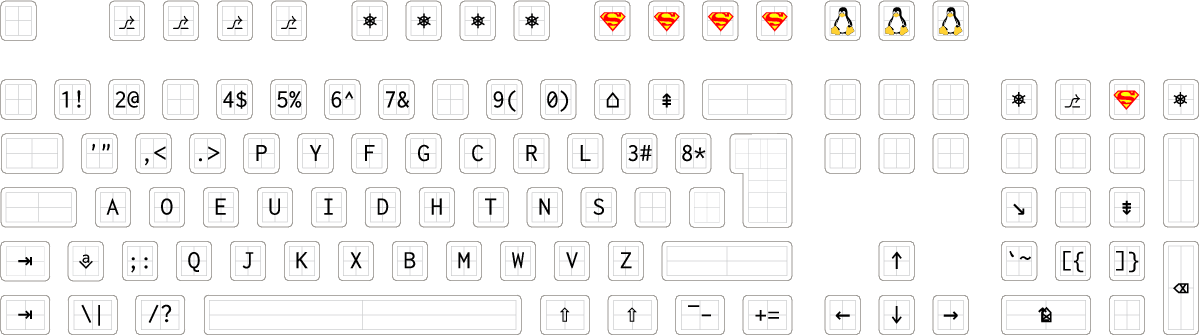 1! 2@ 4$ 5% 6^ 7& 9( 0)
'" ,< .> P Y F G C R L 3# 8*
A O E U I D H T N S
a ;: Q J K X B M W V Z ↑ `~ [{ ]}
\| /? ¯- += ← ↓ →